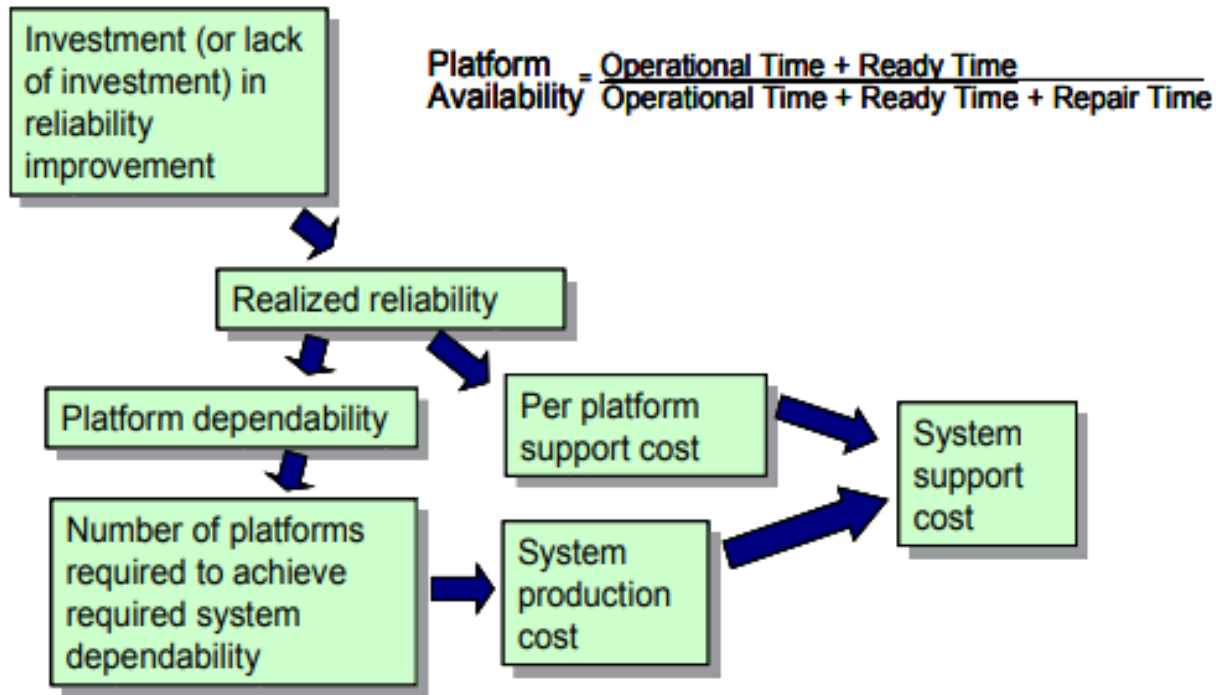 Investment (or lack
of investment) in
reliability
improvement
Platform
Availability
=
Operational Time + Ready Time
Operational Time + Ready Time + Repair Time
Realized reliability
Platform dependability
Per platform
support cost
System
support
cost
Number of platforms
required to achieve
required system
dependability
System
production
cost